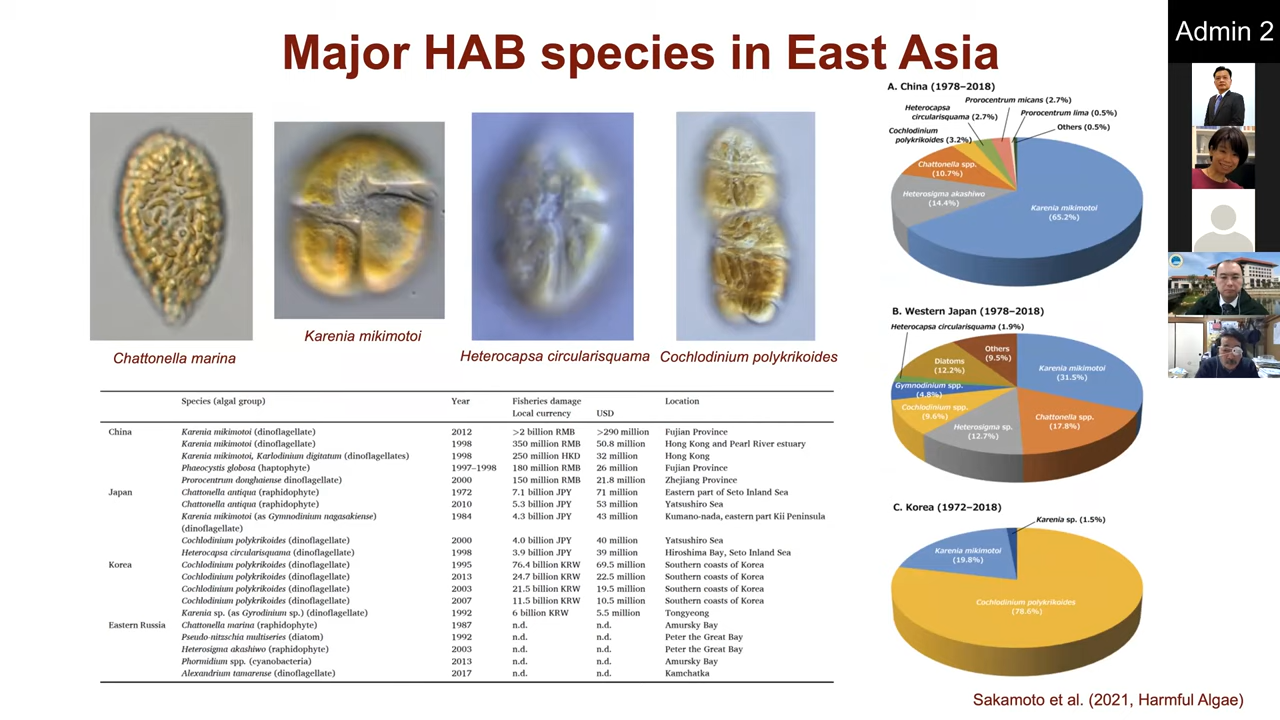 Major HAB species in East Asia
Admin 2
Chattonella marina
Karenia mikimotoi
Heterocapsa circularisquama
Cochlodinium polykrikoides
Species (algal group) Year Fisheries damage Location
Local currency USD
China Karenia mikimotoi (dinoflagellate) 2012 >2 billion RMB >290 million Fujian Province
Karenia mikimotoi (dinoflagellate) 1998 350 million RMB 50.8 million Hong Kong and Pearl River estuary
Karenia mikimotoi, Karlodinium digitatum (dinoflagellates) 1998 250 million HKD 32 million Hong Kong
Phaeocystis globosa (haptophyte) 1997–1998 180 million RMB 26 million Fujian Province
Prorocentrum donghaiense dinoflagellate) 2000 150 million RMB 21.8 million Zhejiang Province
Japan Chattonella antiqua (raphidophyte) 1972 7.1 billion JPY 71 million Eastern part of Seto Inland Sea
Chattonella antiqua (raphidophyte) 2010 5.3 billion JPY 53 million Yatsushiro Sea
Karenia mikimotoi (as Gymnodinium nagasakiense) 1984 4.3 billion JPY 43 million Kumano-nada, eastern part Kii Peninsula
(dinoflagellate)
Cochlodinium polykrikoides (dinoflagellate) 2000 4.0 billion JPY 40 million Yatsushiro Sea
Heterocapsa circularisquama (dinoflagellate) 1998 3.9 billion JPY 39 million Hiroshima Bay, Seto Inland Sea
Korea Cochlodinium polykrikoides (dinoflagellate) 1995 76.4 billion KRW 69.5 million Southern coasts of Korea
Cochlodinium polykrikoides (dinoflagellate) 2013 24.7 billion KRW 22.5 million Southern coasts of Korea
Cochlodinium polykrikoides (dinoflagellate) 2003 21.5 billion KRW 19.5 million Southern coasts of Korea
Cochlodinium polykrikoides (dinoflagellate) 2007 11.5 billion KRW 10.5 million Southern coasts of Korea
Karenia sp. (as Gyrodinium sp.) (dinoflagellate) 1992 6 billion KRW 5.5 million Tongyeong
Eastern Russia Chattonella marina (raphidophyte) 1987 n.d. n.d. Amursky Bay
Pseudo-nitzschia multiseries (diatom) 1992 n.d. n.d. Peter the Great Bay
Heterosigma akashiwo (raphidophyte) 2003 n.d. n.d. Peter the Great Bay
Phormidium spp. (cyanobacteria) 2013 n.d. n.d. Amursky Bay
Alexandrium tamarense (dinoflagellate) 2017 n.d. n.d. Kamchatka
A. China (1978–2018)
Prorocentrum micans (2.7%)
Heterocapsa
circularisquama (2.7%)
Prorocentrum lima (0.5%)
Others (0.5%)
Cochlodinium
polykrikoides (3.2%)
Chattonella spp.
(10.7%)
Heterosigma akashiwo
(14.4%)
Karenia mikimotoi
(65.2%)
B. Western Japan (1978–2018)
Heterocapsa circularisquama (1.9%)
Others
(9.5%)
Diatoms
(12.2%)
Karenia mikimotoi
(31.5%)
Gymnodinium spp.
(4.8%)
Cochlodinium spp.
(9.6%)
Chattonella spp.
(17.8%)
Heterosigma sp.
(12.7%)
C. Korea (1972–2018)
Karenia sp. (1.5%)
Karenia mikimotoi
(19.8%)
Cochlodinium polykrikoides
(78.6%)
Sakamoto et al. (2021, Harmful Algae)